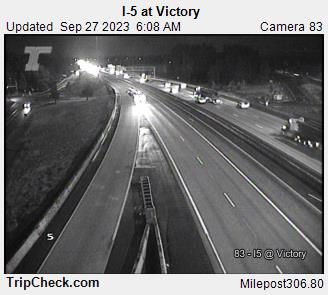 I-5 at Victory
Updated Sep 27 2023 6:08 AM Camera 83
T
S
83 - I5 @ Victory
TripCheck.com Milepost306.80